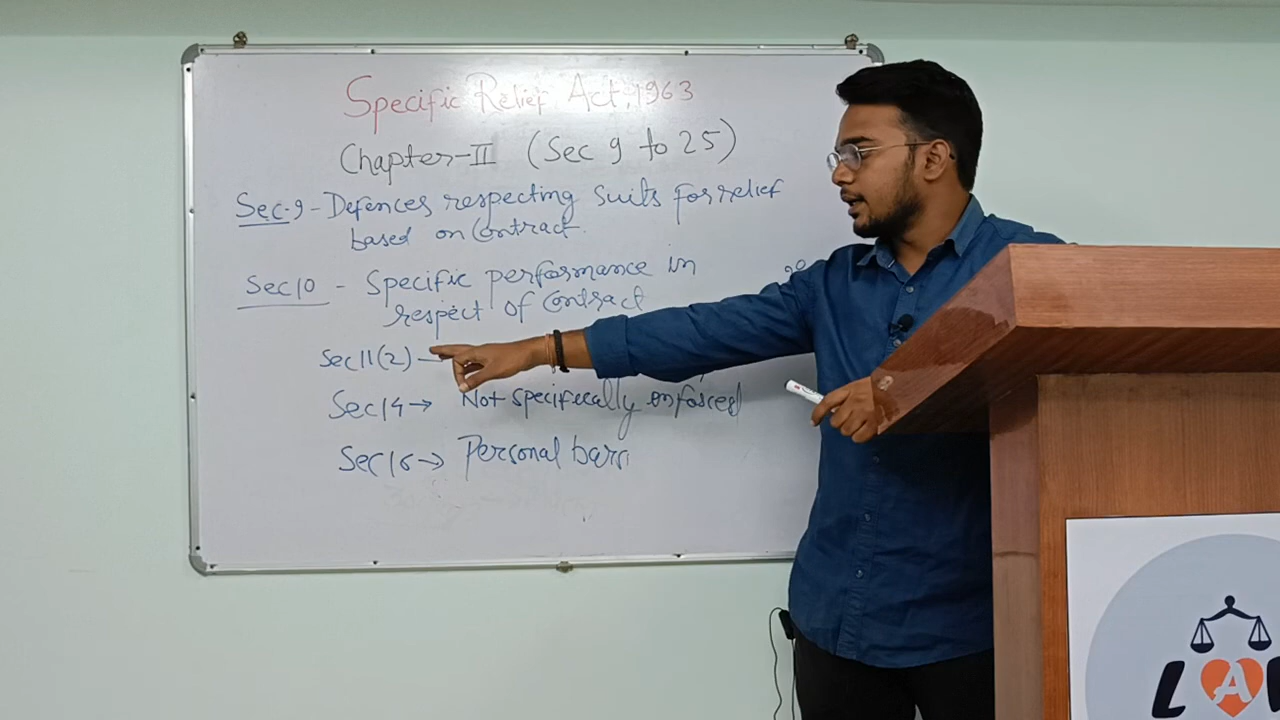 Specific Relief Act, 1963
Chapter-II (Sec 9 to 25)
Sec-9 - Defences respecting Suits for relief
based on Contract
Sec 10 - Specific performance in
respect of Contract
Sec 11(2) -
Sec 14 → Not specifically enforced
Sec 16 → Personal bars